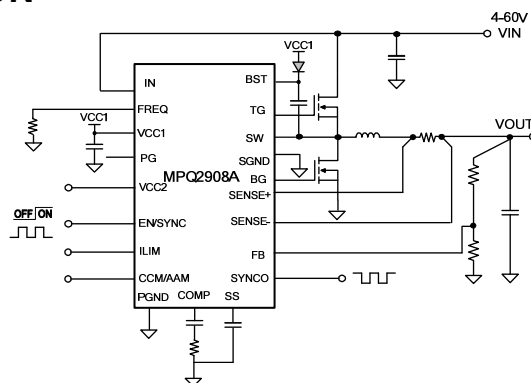 4-60V
VIN
VCC1
IN
BST
FREQ
TG
VCC1
VCC1
SW
VOUT
PG
SGND
MPQ2908A
BG
VCC2
SENSE+
OFF ON
EN/SYNC
SENSE-
ILIM
FB
CCM/AAM
SYNCO
PGND
COMP
SS